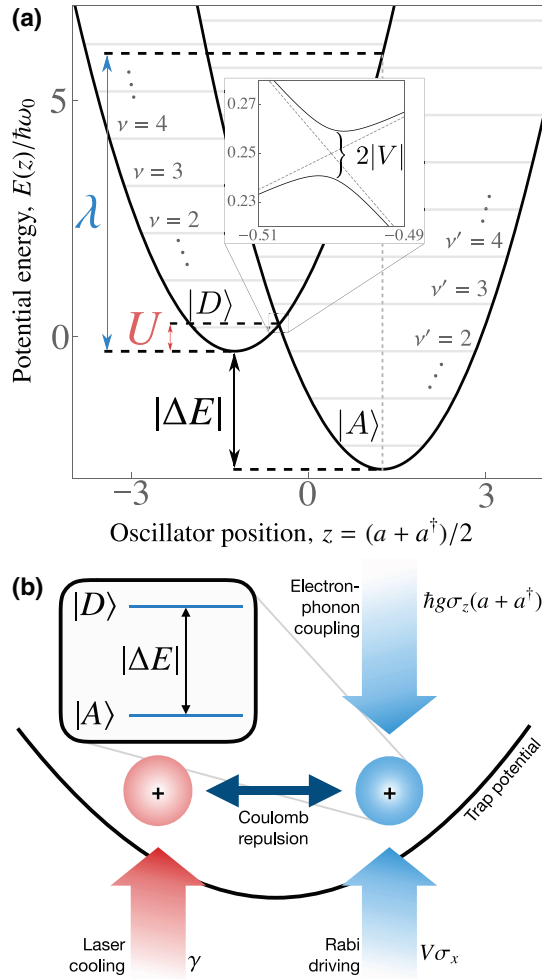 (a)
Potential energy, E(z)/ħω₀
5
0
λ
ν = 4
ν = 3
ν = 2
0.27
0.25
0.23
2|V|
−0.51
−0.49
|D⟩
U
|ΔE|
|A⟩
ν′ = 4
ν′ = 3
ν′ = 2
−3
0
3
Oscillator position, z = (a + a†)/2
(b)
|D⟩
|ΔE|
|A⟩
Electron-
phonon
coupling
ħgσ_z(a + a†)
+
+
Coulomb
repulsion
Trap potential
Laser
cooling
γ
Rabi
driving
Vσₓ